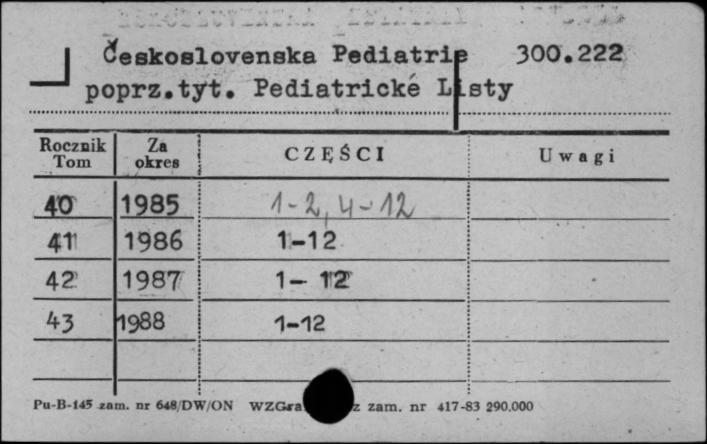 Československa Pediatrie 300.222
poprz.tyt. Pediatrické Listy
Rocznik Tom Za okres CZĘŚCI Uwagi
40 1985 1-2, 4-12
41 1986 1-12
42 1987 1-12
43 1988 1-12
Pu-B-145 zam. nr 648/DW/ON WZGra z zam. nr 417-83 290.000